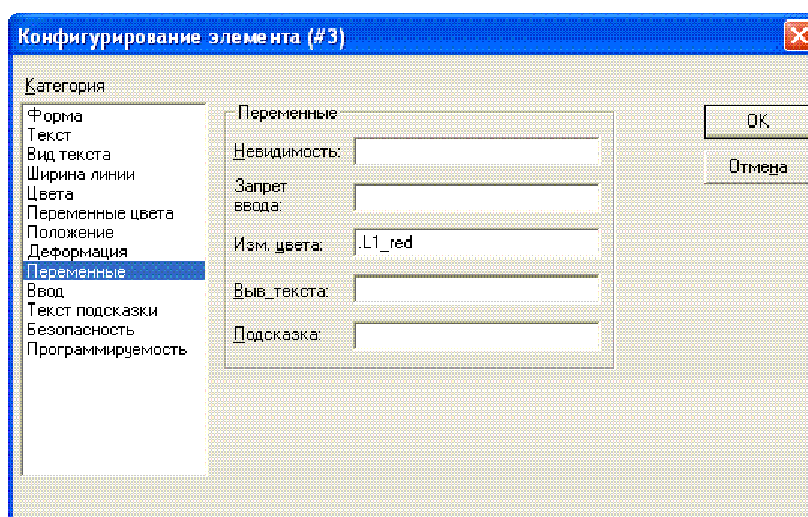 Конфигурирование элемента (#3)
Категория
Форма
Текст
Вид текста
Ширина линии
Цвета
Переменные цвета
Положение
Деформация
Переменные
Ввод
Текст подсказки
Безопасность
Программируемость
Переменные
Невидимость:
Запрет
ввода:
Изм. цвета: .L1_red
Выв_текста:
Подсказка:
OK
Отмена